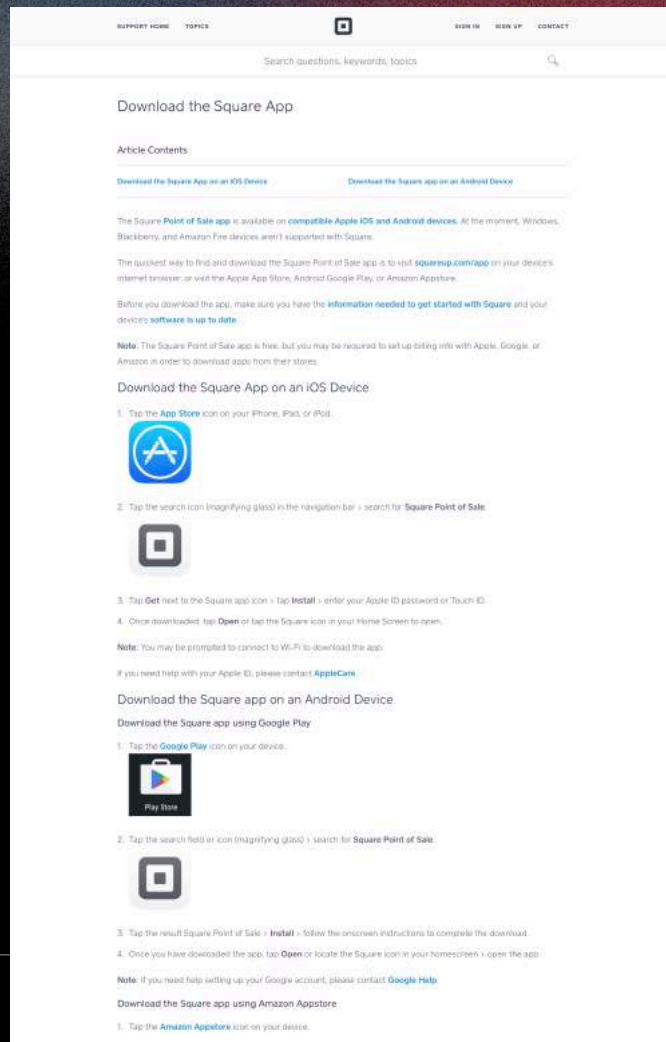 SUPPORT HOME TOPICS SIGN IN SIGN UP CONTACT
Search questions, keywords, topics
Download the Square App
Article Contents
Download the Square App on an iOS Device Download the Square app on an Android Device
The Square Point of Sale app is available on compatible Apple iOS and Android devices. At the moment, Windows,
Blackberry, and Amazon Fire devices aren't supported with Square.
The quickest way to find and download the Square Point of Sale app is to visit squareup.com/app on your device's
internet browser, or visit the Apple App Store, Android Google Play, or Amazon Appstore.
Before you download the app, make sure you have the information needed to get started with Square and your
device's software is up to date.
Note: The Square Point of Sale app is free, but you may be required to set up billing info with Apple, Google, or
Amazon in order to download apps from their stores.
Download the Square App on an iOS Device
1. Tap the App Store icon on your iPhone, iPad, or iPod.
2. Tap the search icon (magnifying glass) in the navigation bar > search for Square Point of Sale.
3. Tap Get next to the Square app icon > tap Install > enter your Apple ID password or Touch ID.
4. Once downloaded, tap Open or tap the Square icon in your Home Screen to open.
Note: You may be prompted to connect to Wi-Fi to download the app.
If you need help with your Apple ID, please contact AppleCare.
Download the Square app on an Android Device
Download the Square app using Google Play
1. Tap the Google Play icon on your device.
Play Store
2. Tap the search field or icon (magnifying glass) > search for Square Point of Sale.
3. Tap the result Square Point of Sale > Install > follow the onscreen instructions to complete the download.
4. Once you have dowloaded the app, tap Open or locate the Square icon in your homescreen > open the app.
Note: If you need help setting up your Google account, please contact Google Help.
Download the Square app using Amazon Appstore
1. Tap the Amazon Appstore icon on your device.